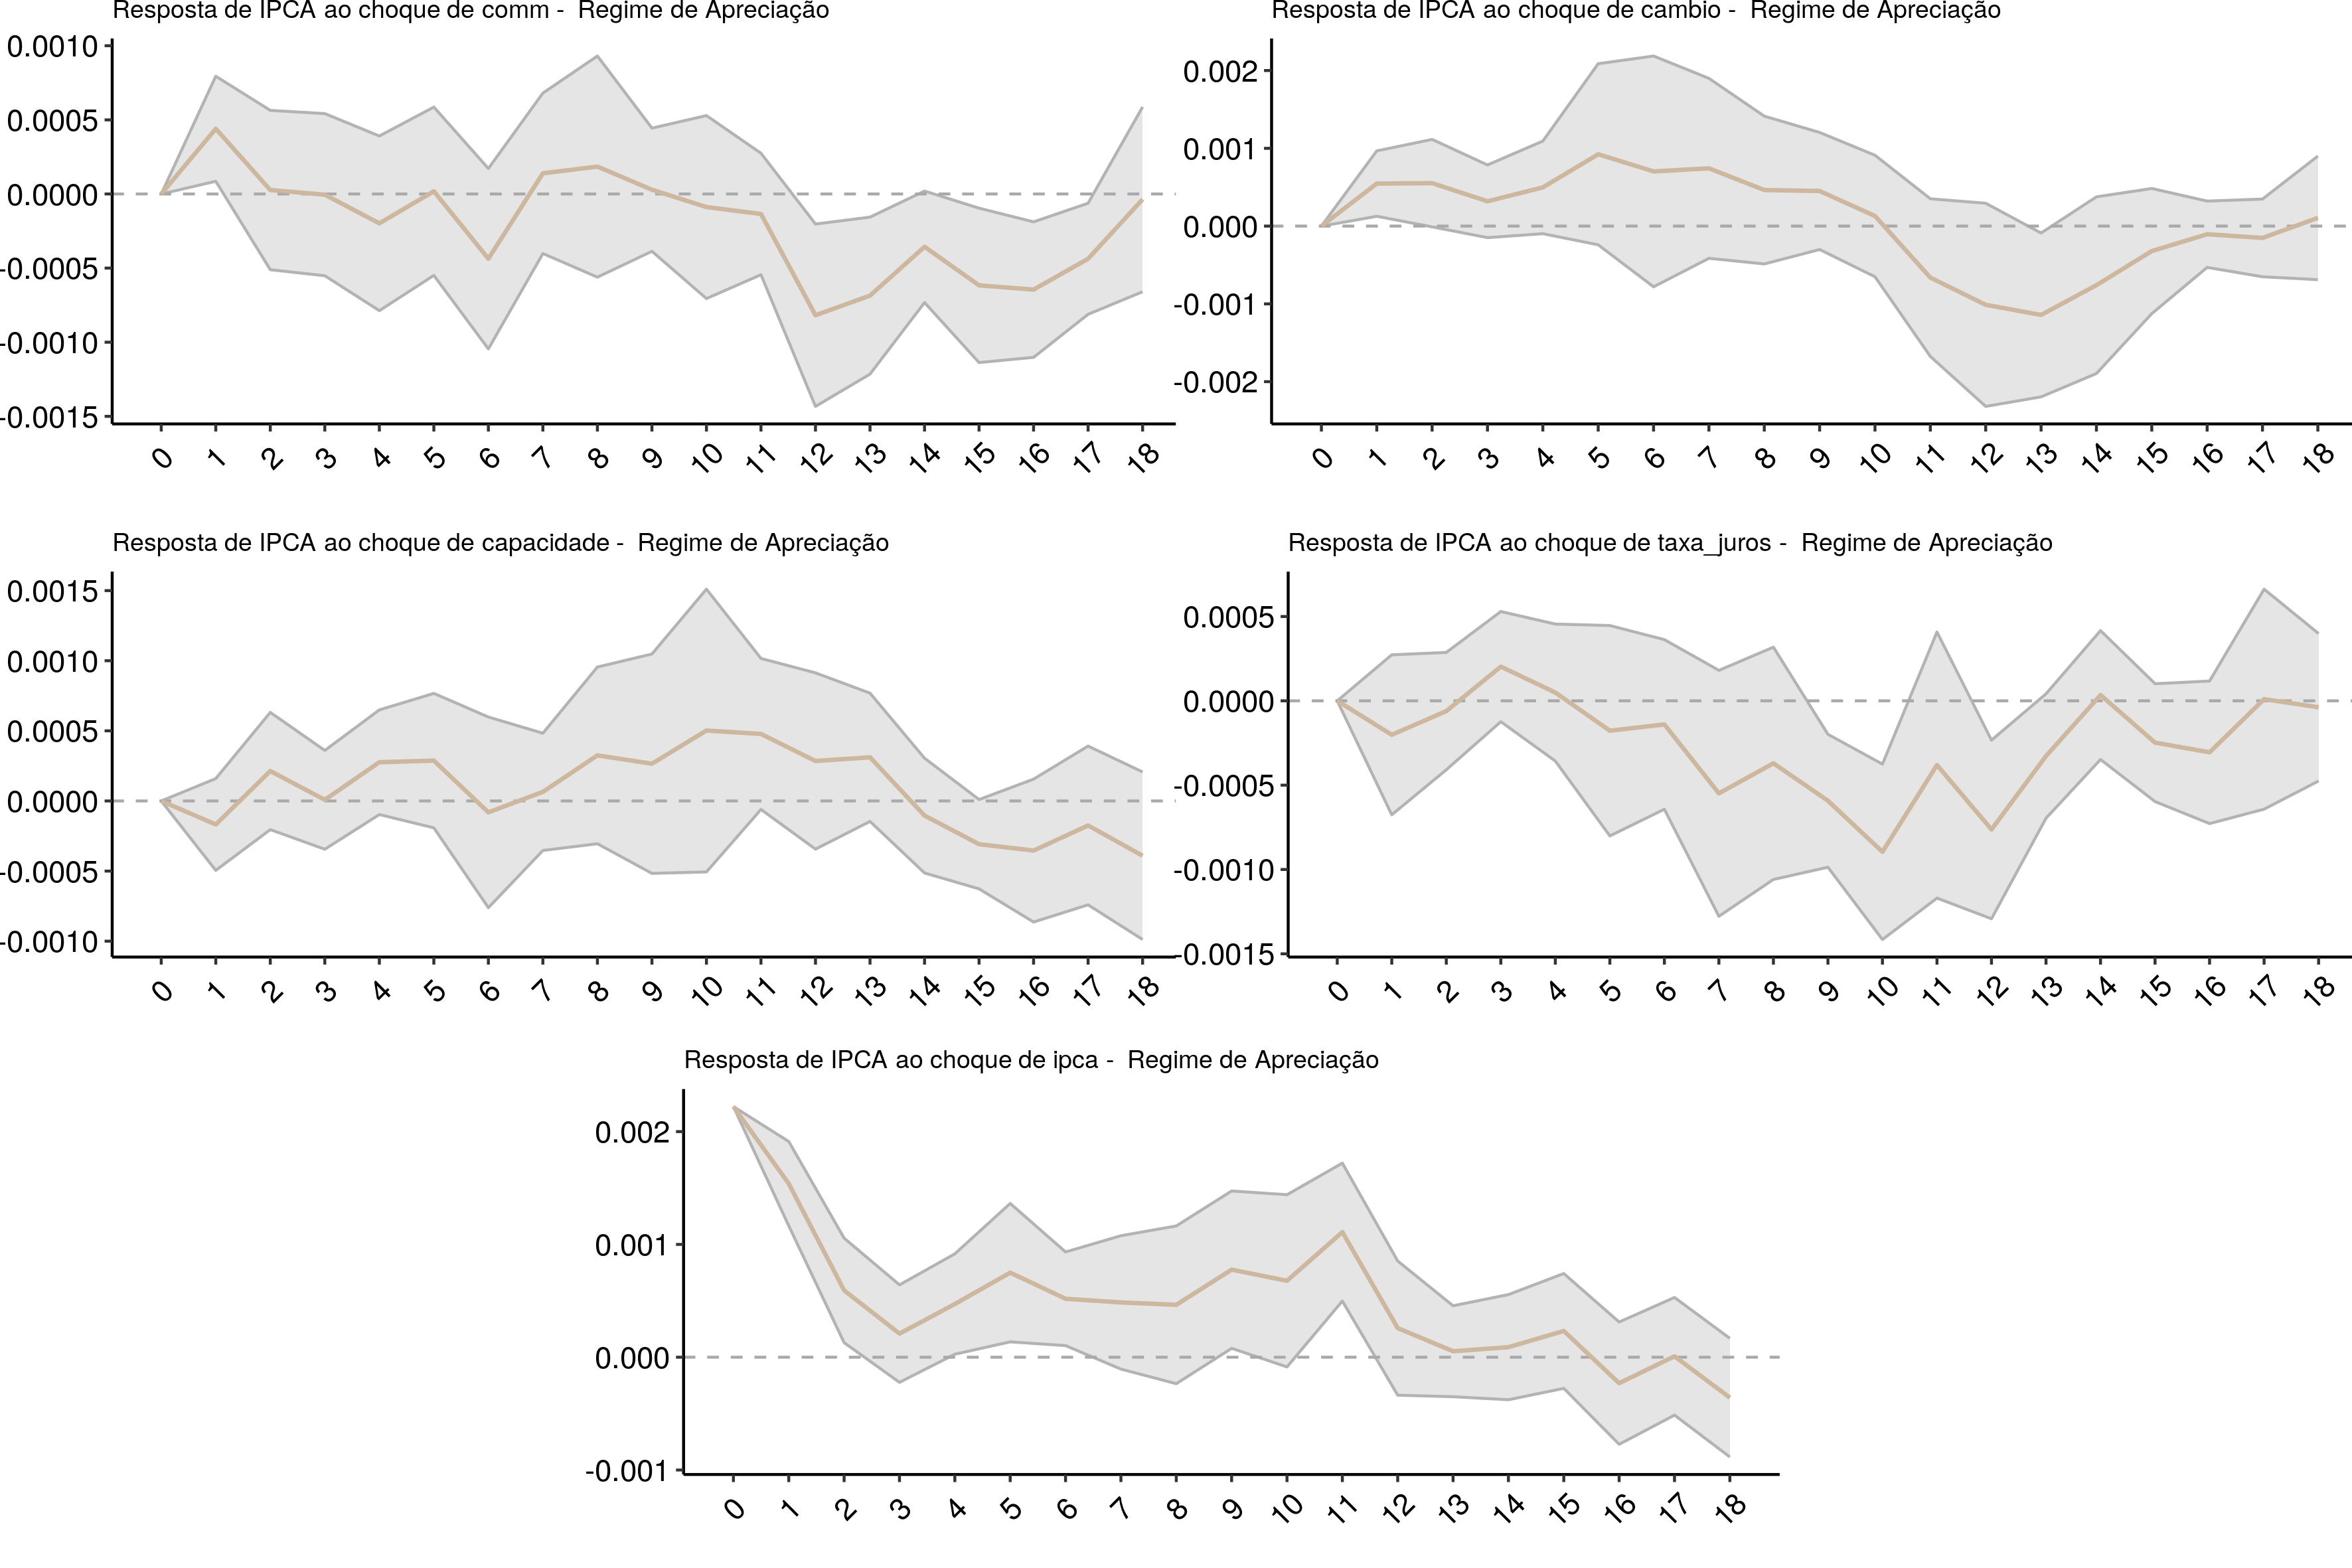 Resposta de IPCA ao choque de comm -  Regime de Apreciação
0.0010
0.0005
0.0000
-0.0005
-0.0010
-0.0015
0 1 2 3 4 5 6 7 8 9 10 11 12 13 14 15 16 17 18
Resposta de IPCA ao choque de cambio -  Regime de Apreciação
0.002
0.001
0.000
-0.001
-0.002
0 1 2 3 4 5 6 7 8 9 10 11 12 13 14 15 16 17 18
Resposta de IPCA ao choque de capacidade -  Regime de Apreciação
0.0015
0.0010
0.0005
0.0000
-0.0005
-0.0010
0 1 2 3 4 5 6 7 8 9 10 11 12 13 14 15 16 17 18
Resposta de IPCA ao choque de taxa_juros -  Regime de Apreciação
0.0005
0.0000
-0.0005
-0.0010
-0.0015
0 1 2 3 4 5 6 7 8 9 10 11 12 13 14 15 16 17 18
Resposta de IPCA ao choque de ipca -  Regime de Apreciação
0.002
0.001
0.000
-0.001
0 1 2 3 4 5 6 7 8 9 10 11 12 13 14 15 16 17 18